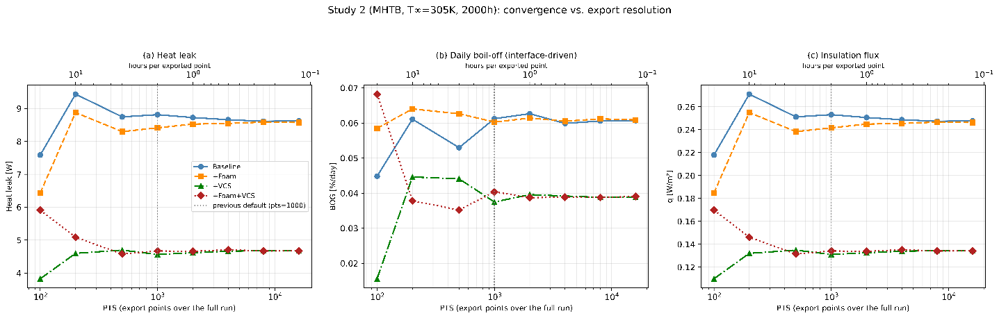 Study 2 (MHTB, T∞=305K, 2000h): convergence vs. export resolution
(a) Heat leak
hours per exported point
10¹ 10⁰ 10⁻¹
Heat leak [W]
9
8
7
6
5
4
Baseline
−Foam
−VCS
−Foam+VCS
previous default (pts=1000)
10² 10³ 10⁴
PTS (export points over the full run)
(b) Daily boil-off (interface-driven)
hours per exported point
10¹ 10⁰ 10⁻¹
BOG [%/day]
0.07
0.06
0.05
0.04
0.03
0.02
10² 10³ 10⁴
PTS (export points over the full run)
(c) Insulation flux
hours per exported point
10¹ 10⁰ 10⁻¹
q [W/m²]
0.26
0.24
0.22
0.20
0.18
0.16
0.14
0.12
10² 10³ 10⁴
PTS (export points over the full run)